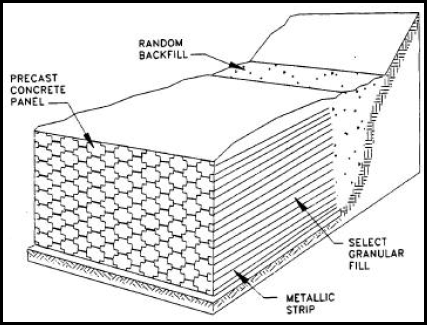 RANDOM
BACKFILL
PRECAST
CONCRETE
PANEL
SELECT
GRANULAR
FILL
METALLIC
STRIP